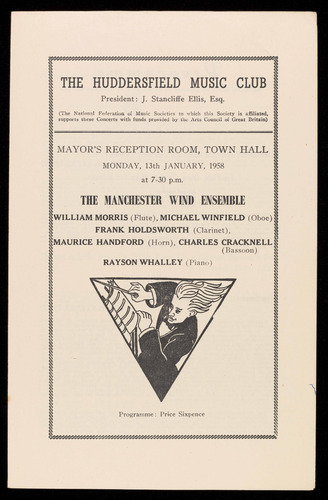 THE HUDDERSFIELD MUSIC CLUB
President: J. Stancliffe Ellis, Esq.
(The National Federation of Music Societies to which this Society is affiliated,
supports these Concerts with funds provided by the Arts Council of Great Britain)
MAYOR'S RECEPTION ROOM, TOWN HALL
MONDAY, 13th JANUARY, 1958
at 7-30 p.m.
THE MANCHESTER WIND ENSEMBLE
WILLIAM MORRIS (Flute), MICHAEL WINFIELD (Oboe)
FRANK HOLDSWORTH (Clarinet),
MAURICE HANDFORD (Horn), CHARLES CRACKNELL
(Bassoon)
RAYSON WHALLEY (Piano)
Programme: Price Sixpence